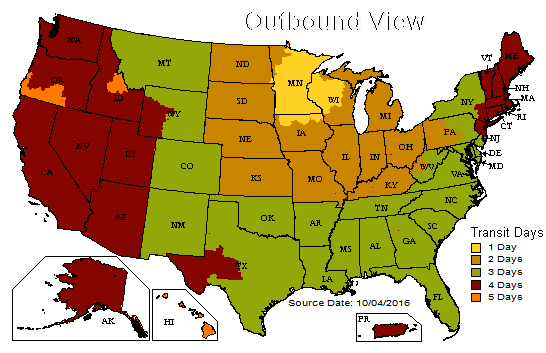 Outbound View
WA
MT
ND
MN
VT
ME
OR
ID
WY
SD
WI
MI
NY
NH
MA
RI
CT
NV
UT
CO
NE
IA
IL
IN
OH
PA
NJ
DE
MD
CA
KS
MO
KY
WV
VA
AZ
NM
OK
AR
TN
NC
SC
TX
LA
MS
AL
GA
FL
AK
HI
PR
Transit Days
1 Day
2 Days
3 Days
4 Days
5 Days
Source Date: 10/04/2016